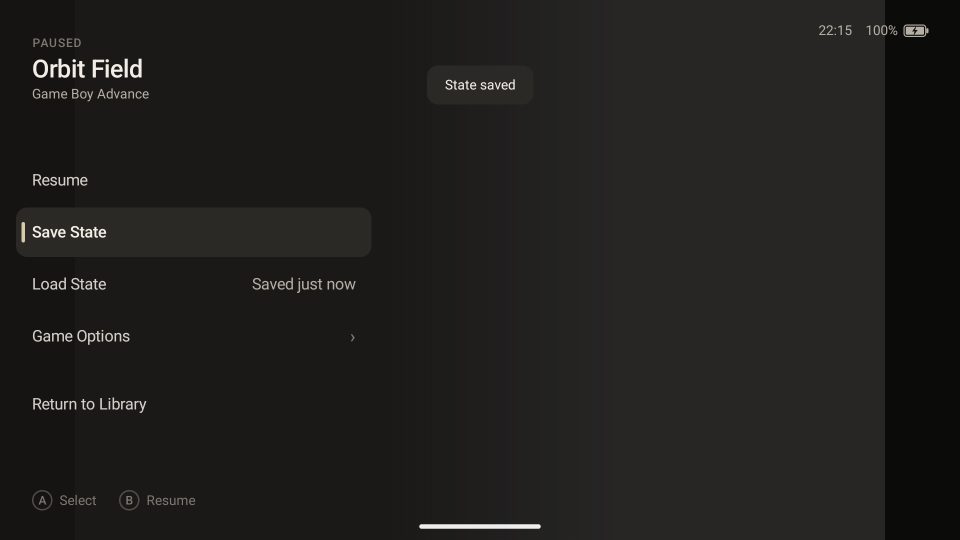 22:15 100%
PAUSED
Orbit Field
Game Boy Advance
State saved
Resume
Save State
Load State Saved just now
Game Options ›
Return to Library
A Select B Resume